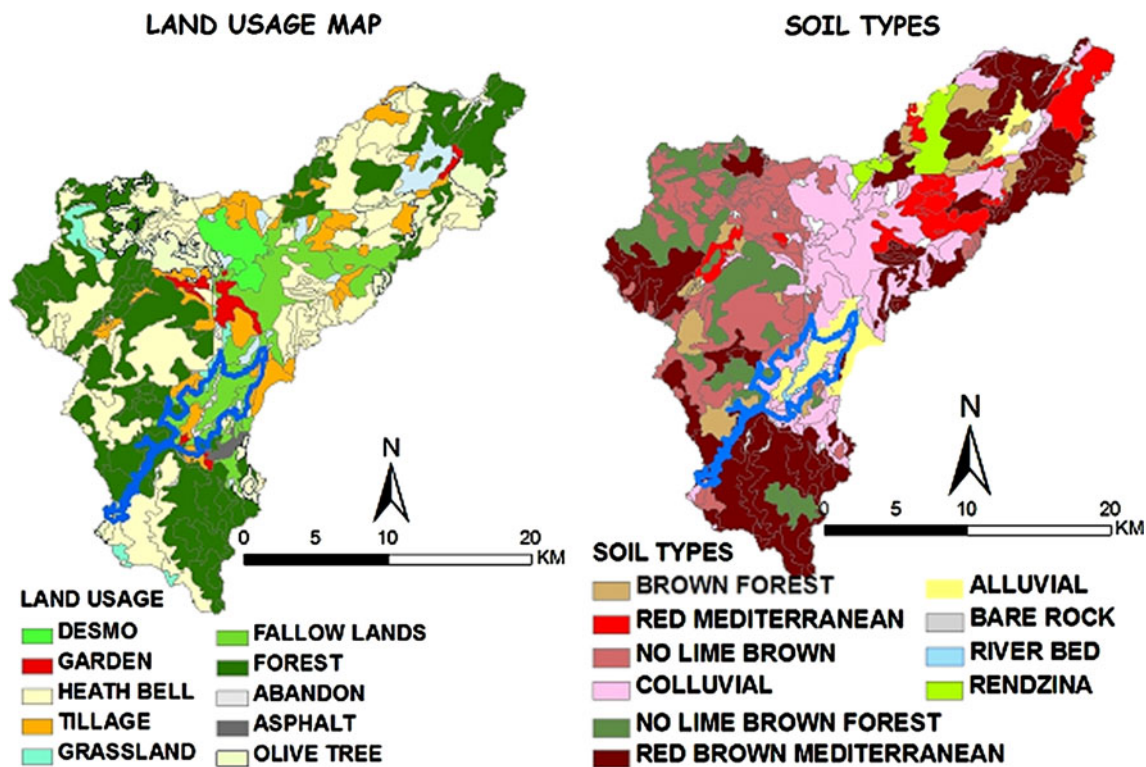 LAND USAGE MAP
N
0 5 10 20
KM
LAND USAGE
DESMO
GARDEN
HEATH BELL
TILLAGE
GRASSLAND
FALLOW LANDS
FOREST
ABANDON
ASPHALT
OLIVE TREE
SOIL TYPES
N
0 5 10 20
KM
SOIL TYPES
BROWN FOREST
RED MEDITERRANEAN
NO LIME BROWN
COLLUVIAL
NO LIME BROWN FOREST
RED BROWN MEDITERRANEAN
ALLUVIAL
BARE ROCK
RIVER BED
RENDZINA